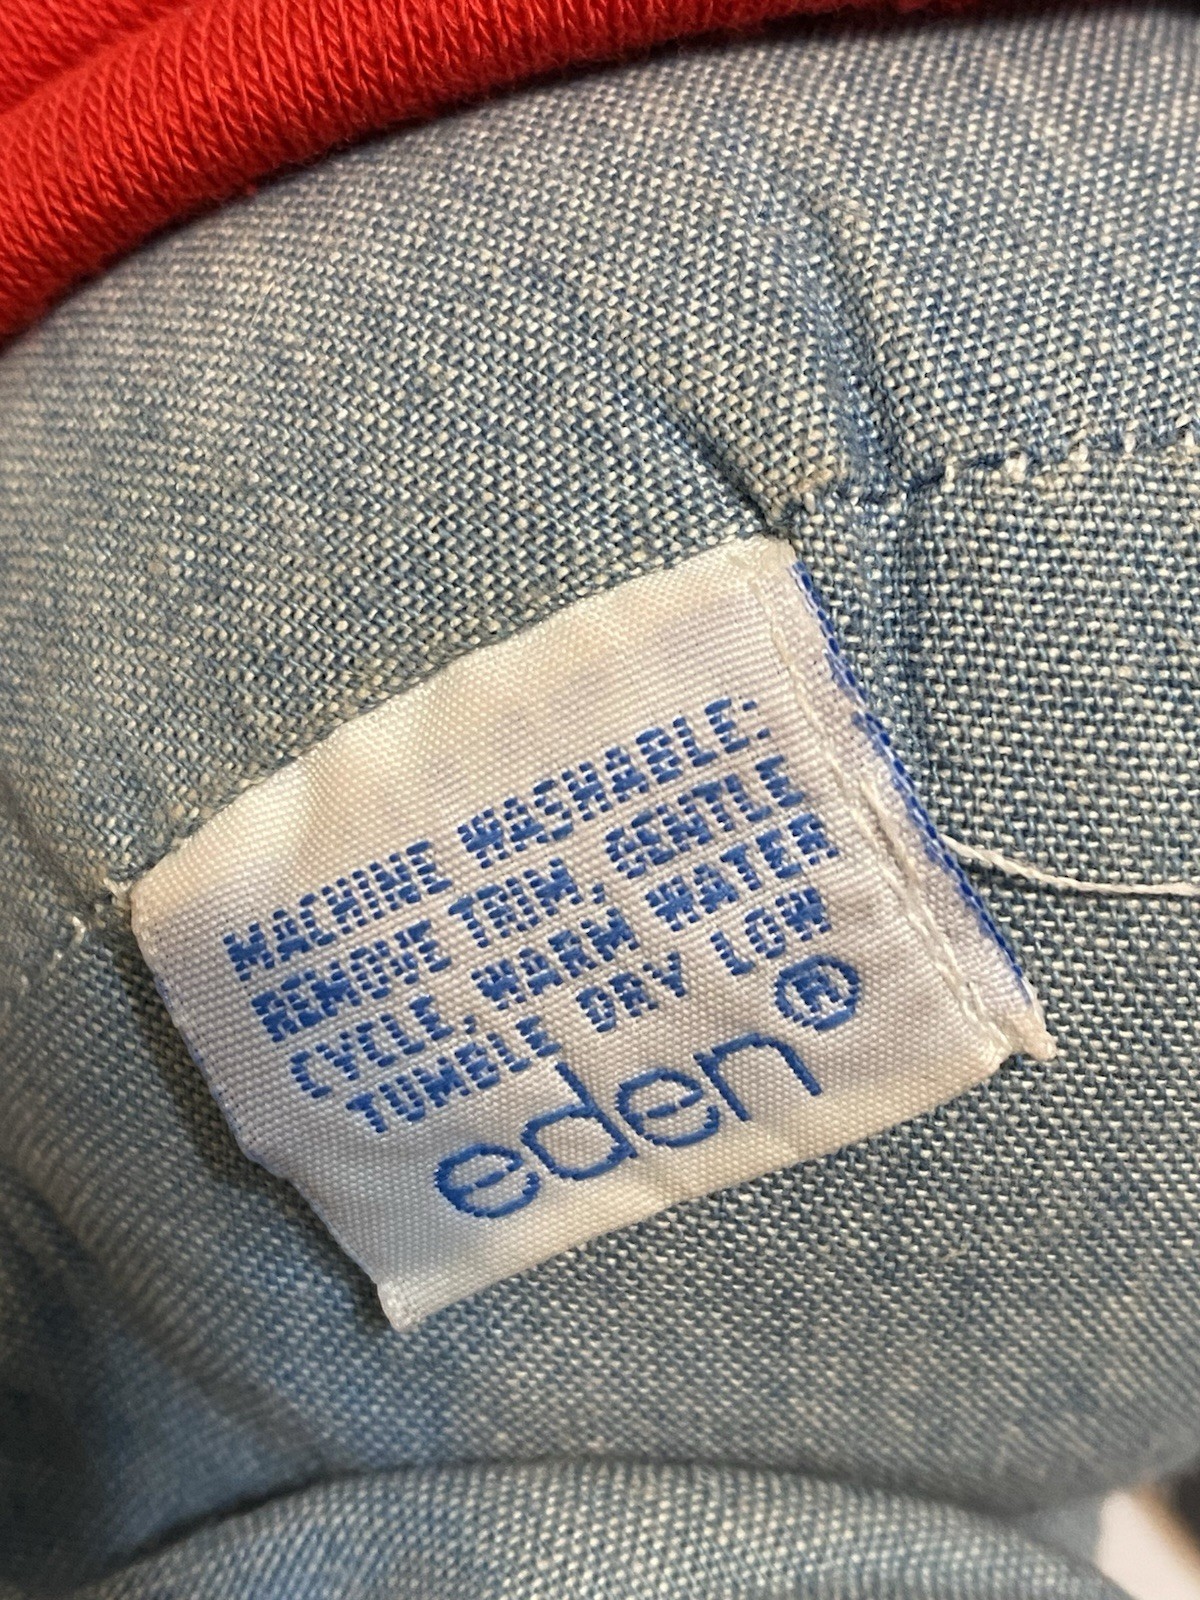 MACHINE WASHABLE:
REMOVE TRIM, GENTLE
CYCLE, WARM WATER
TUMBLE DRY LOW
eden®